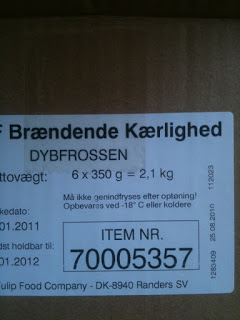 Brændende Kærlighed
DYBFROSSEN
ttovægt: 6 x 350 g = 2,1 kg
Må ikke genindfryses efter optøning!
Opbevares ved -18° C eller koldere
kedato:
01.2011
dst holdbar til:
01.2012
ITEM NR.
70005357
ulip Food Company - DK-8940 Randers SV
112023
25 08 2010
1283409